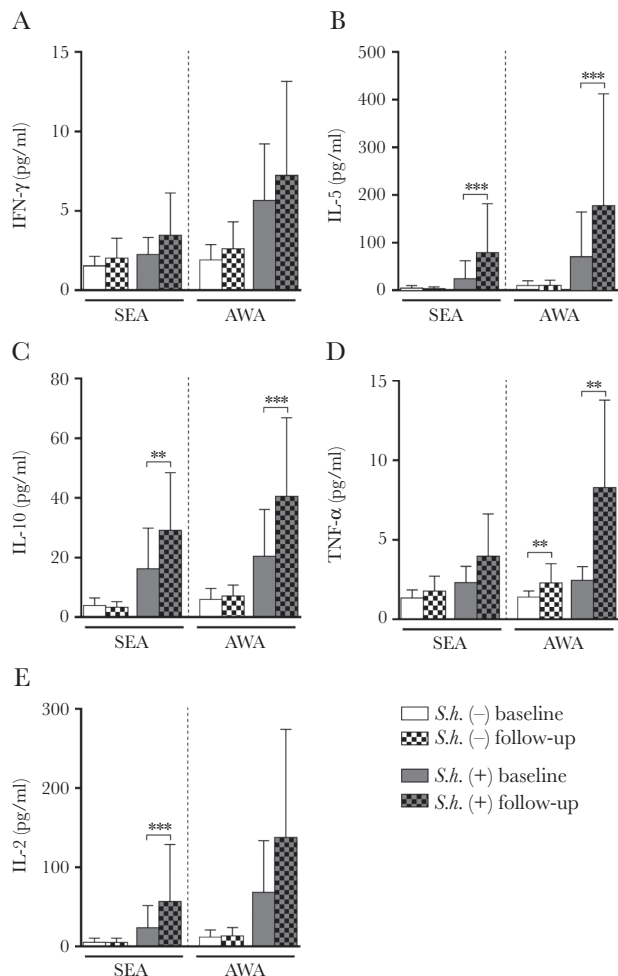 A
IFN-γ (pg/ml)
15
10
5
0
SEA
AWA
B
IL-5 (pg/ml)
500
400
300
200
100
0
***
***
SEA
AWA
C
IL-10 (pg/ml)
80
60
40
20
0
**
***
SEA
AWA
D
TNF-α (pg/ml)
15
10
5
0
**
**
SEA
AWA
E
IL-2 (pg/ml)
300
200
100
0
***
SEA
AWA
S.h. (–) baseline
S.h. (–) follow-up
S.h. (+) baseline
S.h. (+) follow-up